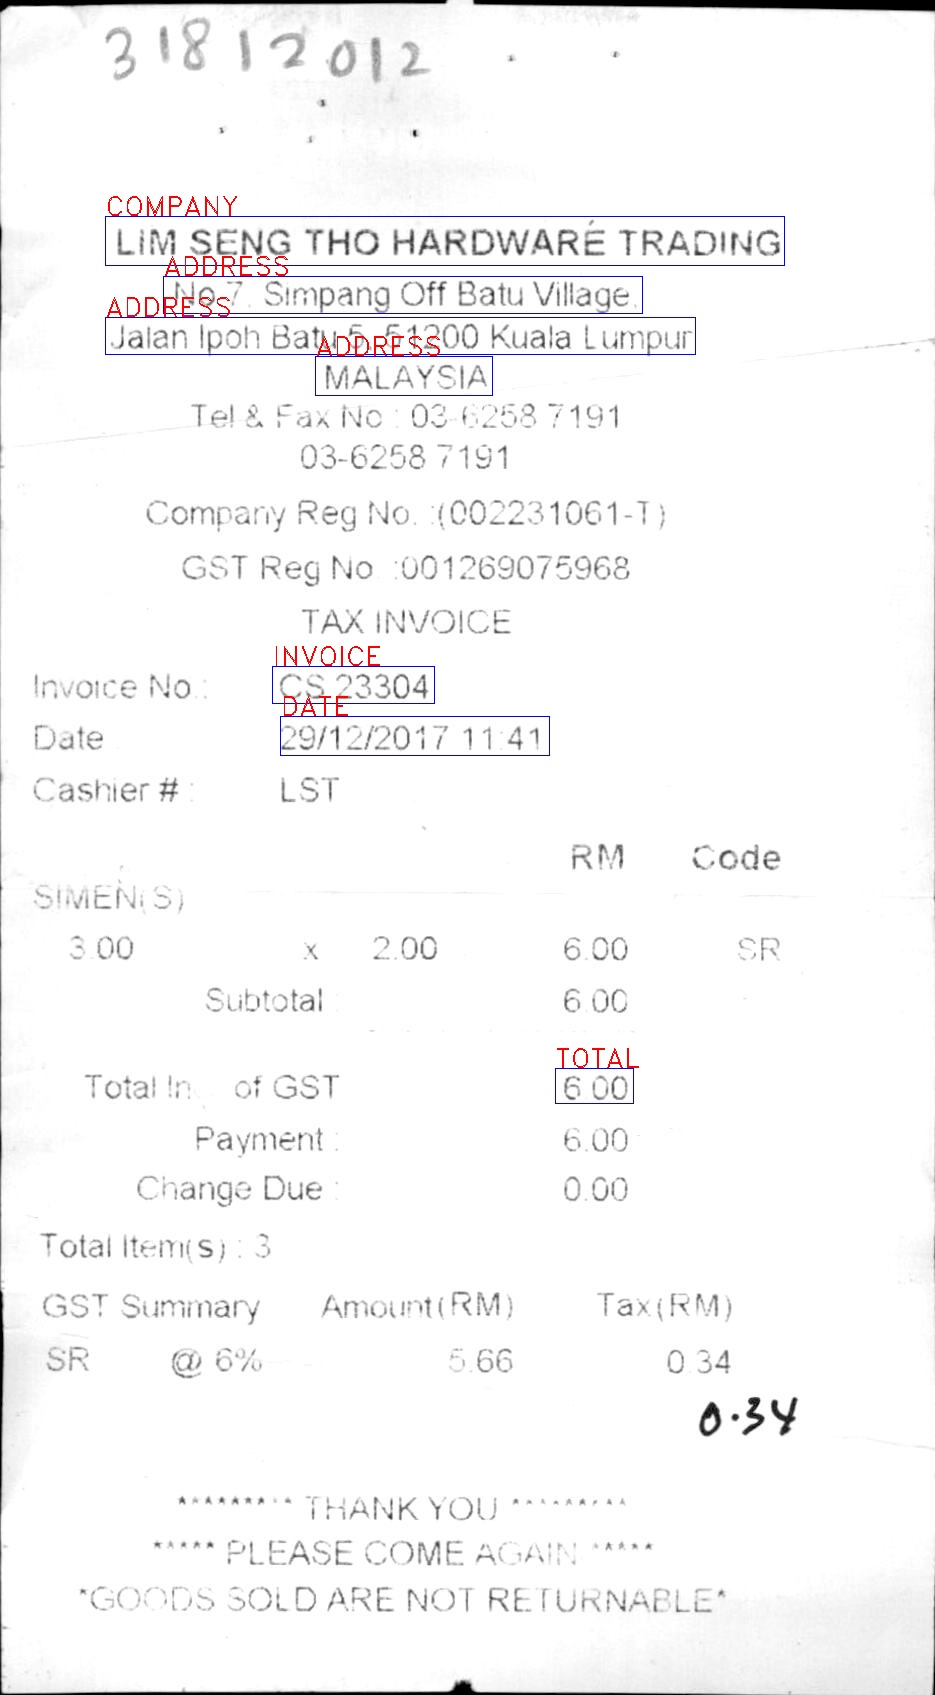 31812012
COMPANY
LIM SENG THO HARDWARE TRADING
ADDRESS
No 7, Simpang Off Batu Village,
ADDRESS
Jalan Ipoh Batu 5, 51200 Kuala Lumpur
ADDRESS
MALAYSIA
Tel & Fax No : 03-6258 7191
03-6258 7191
Company Reg No. :(002231061-T)
GST Reg No :001269075968
TAX INVOICE
INVOICE
Invoice No : CS 23304
DATE
Date 29/12/2017 11:41
Cashier # : LST
RM Code
SIMEN(S)
3.00 x 2.00 6.00 SR
Subtotal : 6.00
TOTAL
Total In of GST 6.00
Payment : 6.00
Change Due : 0.00
Total Item(s) : 3
GST Summary Amount(RM) Tax(RM)
SR @ 6% 5.66 0.34
0.34
********* THANK YOU *********
***** PLEASE COME AGAIN *****
*GOODS SOLD ARE NOT RETURNABLE*